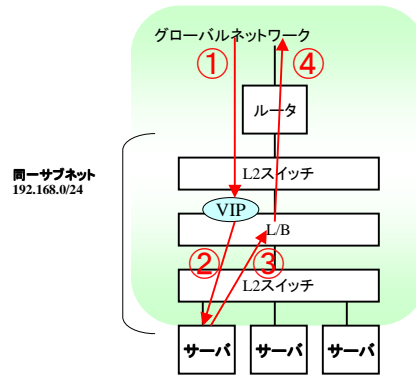 グローバルネットワーク
①
④
ルータ
同一サブネット
192.168.0/24
L2スイッチ
VIP
L/B
②
③
L2スイッチ
サーバ
サーバ
サーバ